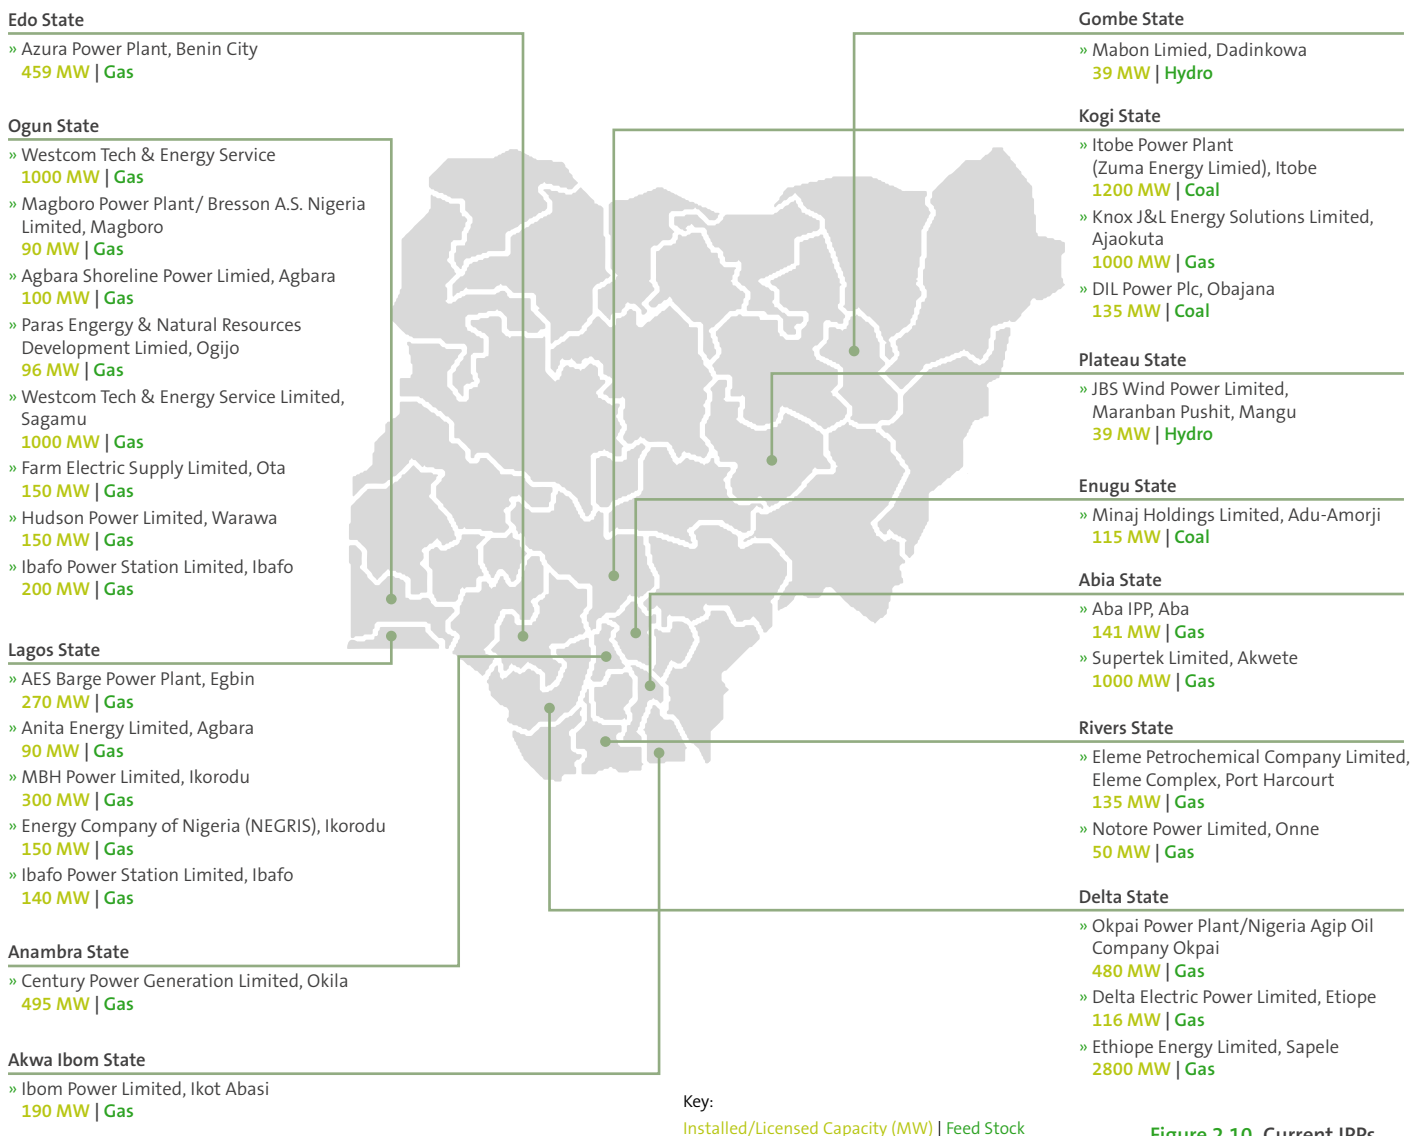 Edo State
» Azura Power Plant, Benin City
459 MW | Gas
Ogun State
» Westcom Tech & Energy Service
1000 MW | Gas
» Magboro Power Plant/ Bresson A.S. Nigeria
Limited, Magboro
90 MW | Gas
» Agbara Shoreline Power Limied, Agbara
100 MW | Gas
» Paras Engergy & Natural Resources
Development Limied, Ogijo
96 MW | Gas
» Westcom Tech & Energy Service Limited,
Sagamu
1000 MW | Gas
» Farm Electric Supply Limited, Ota
150 MW | Gas
» Hudson Power Limited, Warawa
150 MW | Gas
» Ibafo Power Station Limited, Ibafo
200 MW | Gas
Lagos State
» AES Barge Power Plant, Egbin
270 MW | Gas
» Anita Energy Limited, Agbara
90 MW | Gas
» MBH Power Limited, Ikorodu
300 MW | Gas
» Energy Company of Nigeria (NEGRIS), Ikorodu
150 MW | Gas
» Ibafo Power Station Limited, Ibafo
140 MW | Gas
Anambra State
» Century Power Generation Limited, Okila
495 MW | Gas
Akwa Ibom State
» Ibom Power Limited, Ikot Abasi
190 MW | Gas
Gombe State
» Mabon Limied, Dadinkowa
39 MW | Hydro
Kogi State
» Itobe Power Plant
(Zuma Energy Limied), Itobe
1200 MW | Coal
» Knox J&L Energy Solutions Limited,
Ajaokuta
1000 MW | Gas
» DIL Power Plc, Obajana
135 MW | Coal
Plateau State
» JBS Wind Power Limited,
Maranban Pushit, Mangu
39 MW | Hydro
Enugu State
» Minaj Holdings Limited, Adu-Amorji
115 MW | Coal
Abia State
» Aba IPP, Aba
141 MW | Gas
» Supertek Limited, Akwete
1000 MW | Gas
Rivers State
» Eleme Petrochemical Company Limited,
Eleme Complex, Port Harcourt
135 MW | Gas
» Notore Power Limited, Onne
50 MW | Gas
Delta State
» Okpai Power Plant/Nigeria Agip Oil
Company Okpai
480 MW | Gas
» Delta Electric Power Limited, Etiope
116 MW | Gas
» Ethiope Energy Limited, Sapele
2800 MW | Gas
Key:
Installed/Licensed Capacity (MW) | Feed Stock
Figure 2.10 Current IPPs